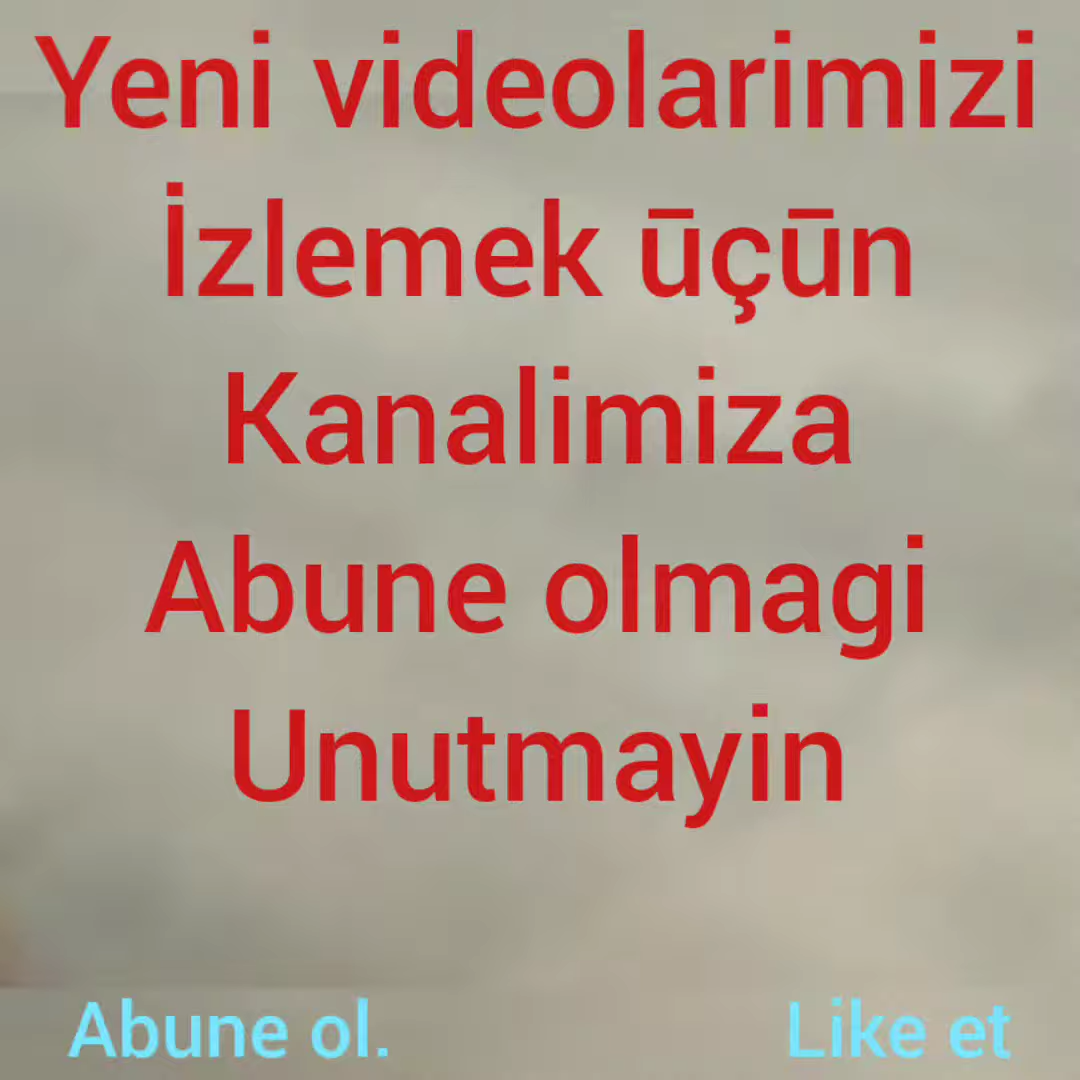 Yeni videolarimizi
İzlemek ūçūn
Kanalimiza
Abune olmagi
Unutmayin
Abune ol.
Like et